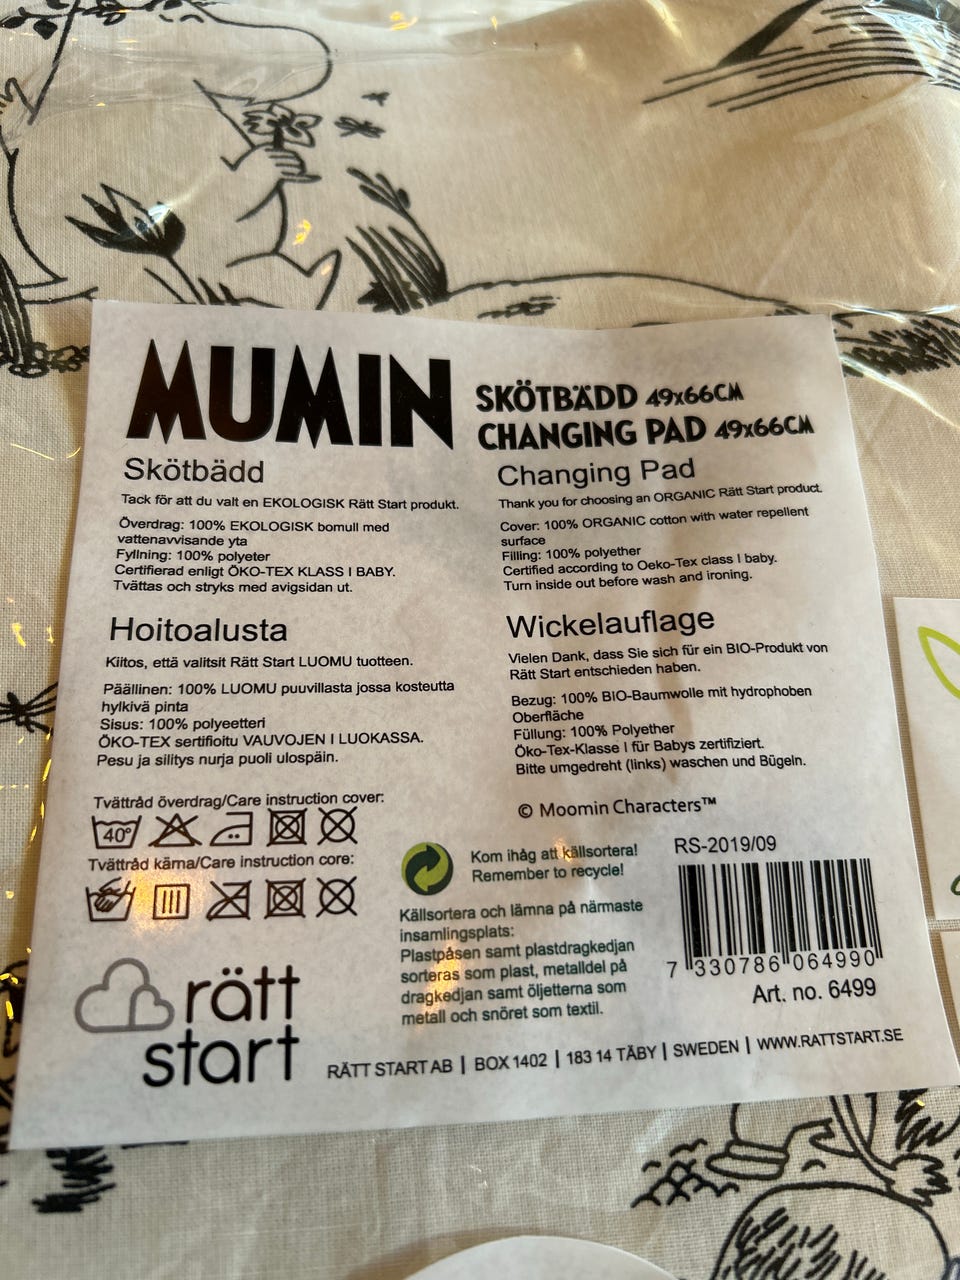 MUMIN
SKÖTBÄDD 49x66CM
CHANGING PAD 49x66CM
Skötbädd
Tack för att du valt en EKOLOGISK Rätt Start produkt.
Överdrag: 100% EKOLOGISK bomull med
vattenavvisande yta
Fyllning: 100% polyeter
Certifierad enligt ÖKO-TEX KLASS I BABY.
Tvättas och stryks med avigsidan ut.
Changing Pad
Thank you for choosing an ORGANIC Rätt Start product.
Cover: 100% ORGANIC cotton with water repellent
surface
Filling: 100% polyether
Certified according to Oeko-Tex class I baby.
Turn inside out before wash and ironing.
Hoitoalusta
Kiitos, että valitsit Rätt Start LUOMU tuotteen.
Päällinen: 100% LUOMU puuvillasta jossa kosteutta
hylkivä pinta
Sisus: 100% polyeetteri
ÖKO-TEX sertifioitu VAUVOJEN I LUOKASSA.
Pesu ja silitys nurja puoli ulospäin.
Wickelauflage
Vielen Dank, dass Sie sich für ein BIO-Produkt von
Rätt Start entschieden haben.
Bezug: 100% BIO-Baumwolle mit hydrophoben
Oberfläche
Füllung: 100% Polyether
Öko-Tex-Klasse I für Babys zertifiziert.
Bitte umgedreht (links) waschen und Bügeln.
© Moomin Characters™
Tvättråd överdrag/Care instruction cover:
40°
Tvättråd kärna/Care instruction core:
Kom ihåg att källsortera!
Remember to recycle!
Källsortera och lämna på närmaste
insamlingsplats:
Plastpåsen samt plastdragkedjan
sorteras som plast, metalldel på
dragkedjan samt öljetterna som
metall och snöret som textil.
RS-2019/09
7 330786 064990
Art. no. 6499
rätt
start
RÄTT START AB | BOX 1402 | 183 14 TÄBY | SWEDEN | WWW.RATTSTART.SE